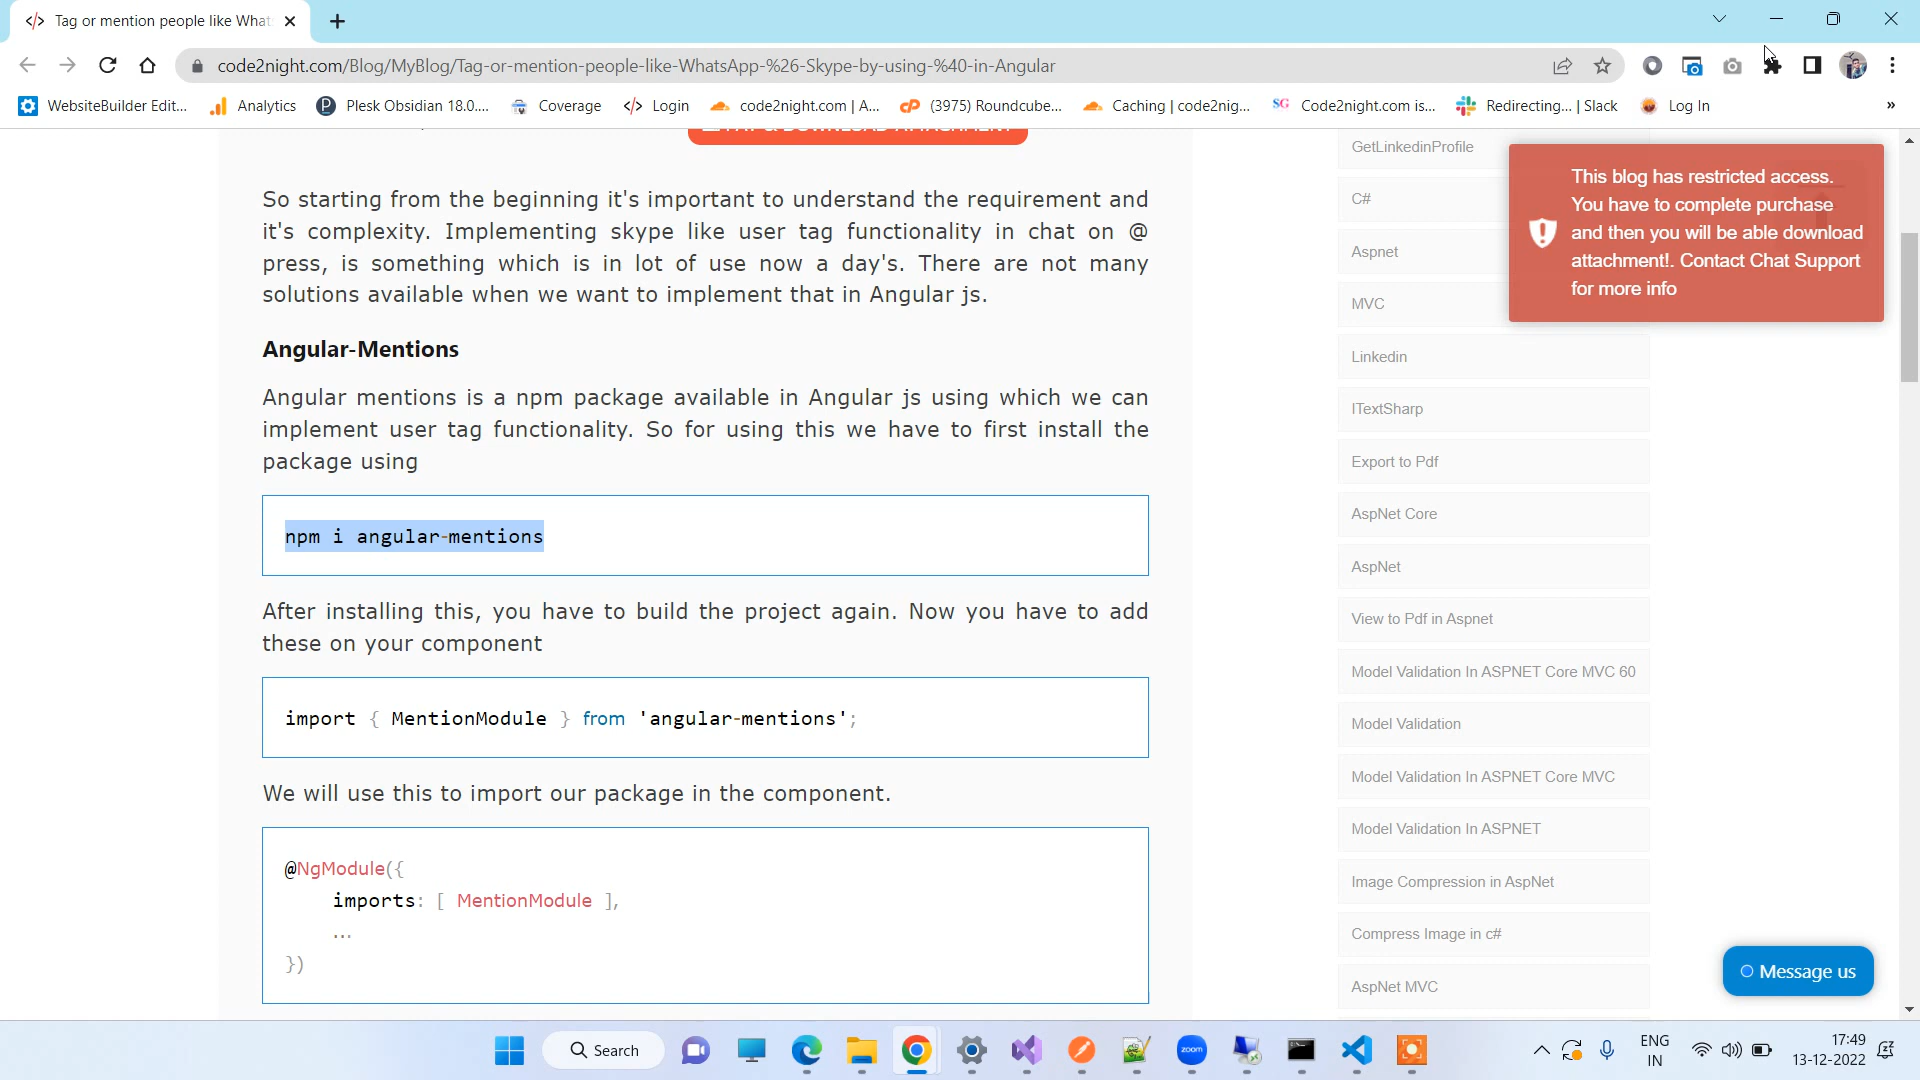 Tag or mention people like What
code2night.com/Blog/MyBlog/Tag-or-mention-people-like-WhatsApp-%26-Skype-by-using-%40-in-Angular
WebsiteBuilder Edit...
Analytics
Plesk Obsidian 18.0....
Coverage
</> Login
code2night.com | A...
(3975) Roundcube...
Caching | code2nig...
SG Code2night.com is...
Redirecting... | Slack
Log In
»
So starting from the beginning it's important to understand the requirement and
it's complexity. Implementing skype like user tag functionality in chat on @
press, is something which is in lot of use now a day's. There are not many
solutions available when we want to implement that in Angular js.
Angular-Mentions
Angular mentions is a npm package available in Angular js using which we can
implement user tag functionality. So for using this we have to first install the
package using
npm i angular-mentions
After installing this, you have to build the project again. Now you have to add
these on your component
import { MentionModule } from 'angular-mentions';
We will use this to import our package in the component.
@NgModule({
imports: [ MentionModule ],
...
})
GetLinkedinProfile
C#
Aspnet
MVC
Linkedin
ITextSharp
Export to Pdf
AspNet Core
AspNet
View to Pdf in Aspnet
Model Validation In ASPNET Core MVC 60
Model Validation
Model Validation In ASPNET Core MVC
Model Validation In ASPNET
Image Compression in AspNet
Compress Image in c#
AspNet MVC
This blog has restricted access.
You have to complete purchase
and then you will be able download
attachment!. Contact Chat Support
for more info
Message us
Search
zoom
ENG
IN
17:49
13-12-2022